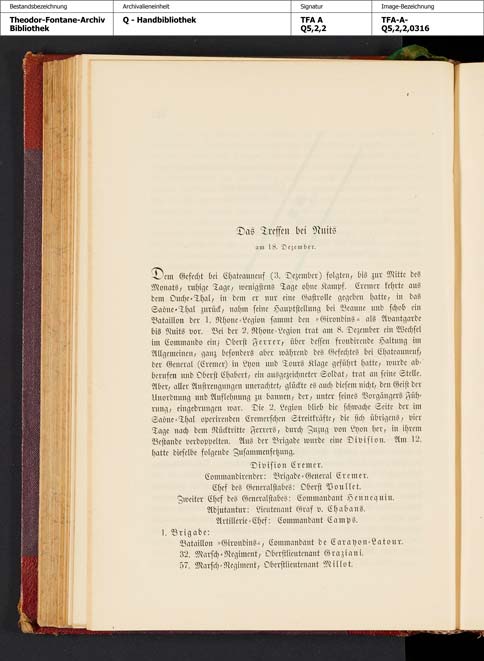 Bestandsbezeichnung
Archivalieneinheit
Signatur
Image-Bezeichnung
Theodor-Fontane-Archiv
Bibliothek
Q - Handbibliothek
TFA A
Q5,2,2
TFA-A-
Q5,2,2,0316
Das Treffen bei Nuits
am 18. Dezember.
Dem Gefecht bei Chateauneuf (3. Dezember) folgten, bis zur Mitte des
Monats, ruhige Tage, wenigstens Tage ohne Kampf. Cremer kehrte aus
dem Ouche-Thal, in dem er nur eine Gastrolle gegeben hatte, in das
Saône-Thal zurück, nahm seine Hauptstellung bei Beaune und schob ein
Bataillon der 1. Rhone-Legion sammt den »Girondins« als Avantgarde
bis Nuits vor. Bei der 2. Rhone-Legion trat am 8. Dezember ein Wechsel
im Commando ein; Oberst Ferrer, über dessen frondirende Haltung im
Allgemeinen, ganz besonders aber während des Gefechtes bei Chateauneuf,
der General (Cremer) in Lyon und Tours Klage geführt hatte, wurde ab-
berufen und Oberst Chabert, ein ausgezeichneter Soldat, trat an seine Stelle.
Aber, aller Anstrengungen unerachtet, glückte es auch diesem nicht, den Geist der
Unordnung und Auflehnung zu bannen, der, unter seines Vorgängers Füh-
rung, eingedrungen war. Die 2. Legion blieb die schwache Seite der im
Saône-Thal operirenden Cremerschen Streitkräfte, die sich übrigens, vier
Tage nach dem Rücktritt Ferrers, durch Zuzug von Lyon her, in ihrem
Bestande verdoppelten. Aus der Brigade wurde eine Division. Am 12.
hatte dieselbe folgende Zusammensetzung.
Division Cremer.
Commandirender: Brigade-General Cremer.
Chef des Generalstabes: Oberst Poullet.
Zweiter Chef des Generalstabes: Commandant Hennequin.
Adjutantur: Lieutenant Graf v. Chabans.
Artillerie-Chef: Commandant Camps.
1. Brigade:
Bataillon »Girondins«, Commandant de Carayon-Latour.
32. Marsch-Regiment, Oberstlieutenant Graziani.
57. Marsch-Regiment, Oberstlieutenant Millot.